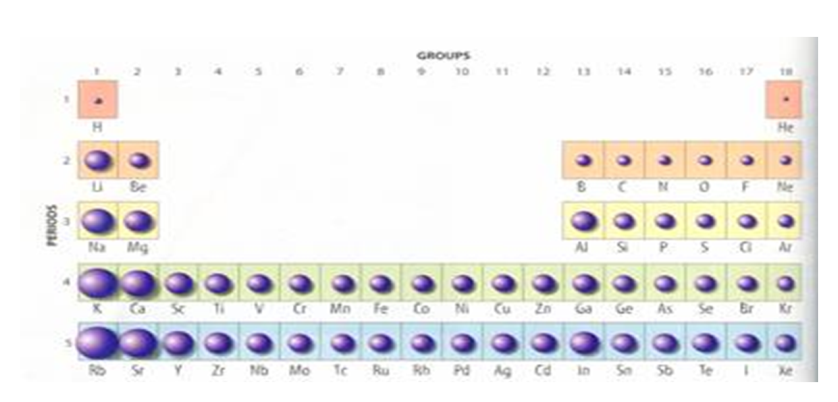 GROUPS
1 2 3 4 5 6 7 8 9 10 11 12 13 14 15 16 17 18
1
H He
2
Li Be B C N O F Ne
PERIODS
3
Na Mg Al Si P S Cl Ar
4
K Ca Sc Ti V Cr Mn Fe Co Ni Cu Zn Ga Ge As Se Br Kr
5
Rb Sr Y Zr Nb Mo Tc Ru Rh Pd Ag Cd In Sn Sb Te I Xe